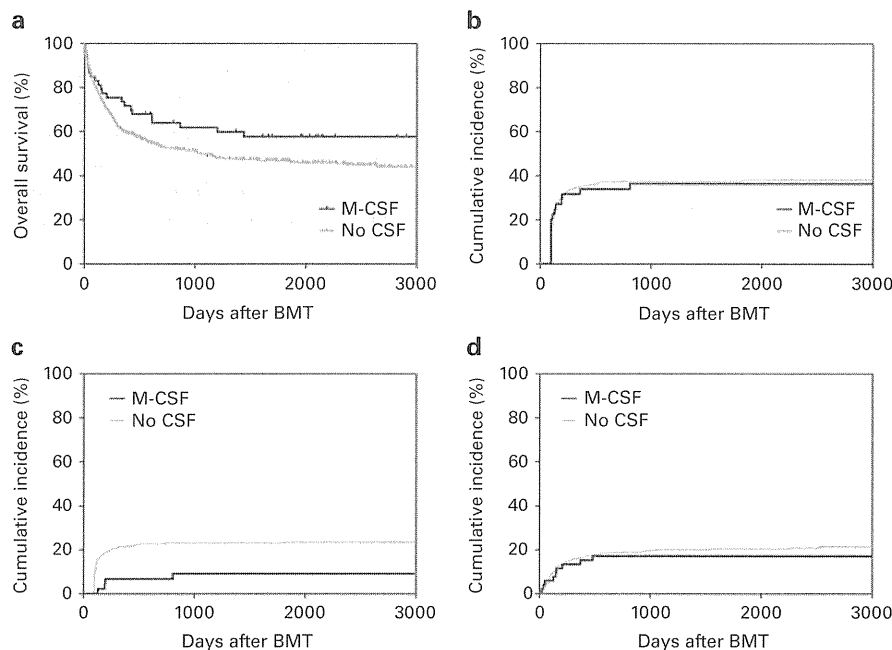 a
100
80
60
40
20
0
Overall survival (%)
M-CSF
No CSF
0 1000 2000 3000
Days after BMT
b
100
80
60
40
20
0
Cumulative incidence (%)
M-CSF
No CSF
0 1000 2000 3000
Days after BMT
c
100
80
60
40
20
0
Cumulative incidence (%)
M-CSF
No CSF
0 1000 2000 3000
Days after BMT
d
100
80
60
40
20
0
Cumulative incidence (%)
M-CSF
No CSF
0 1000 2000 3000
Days after BMT